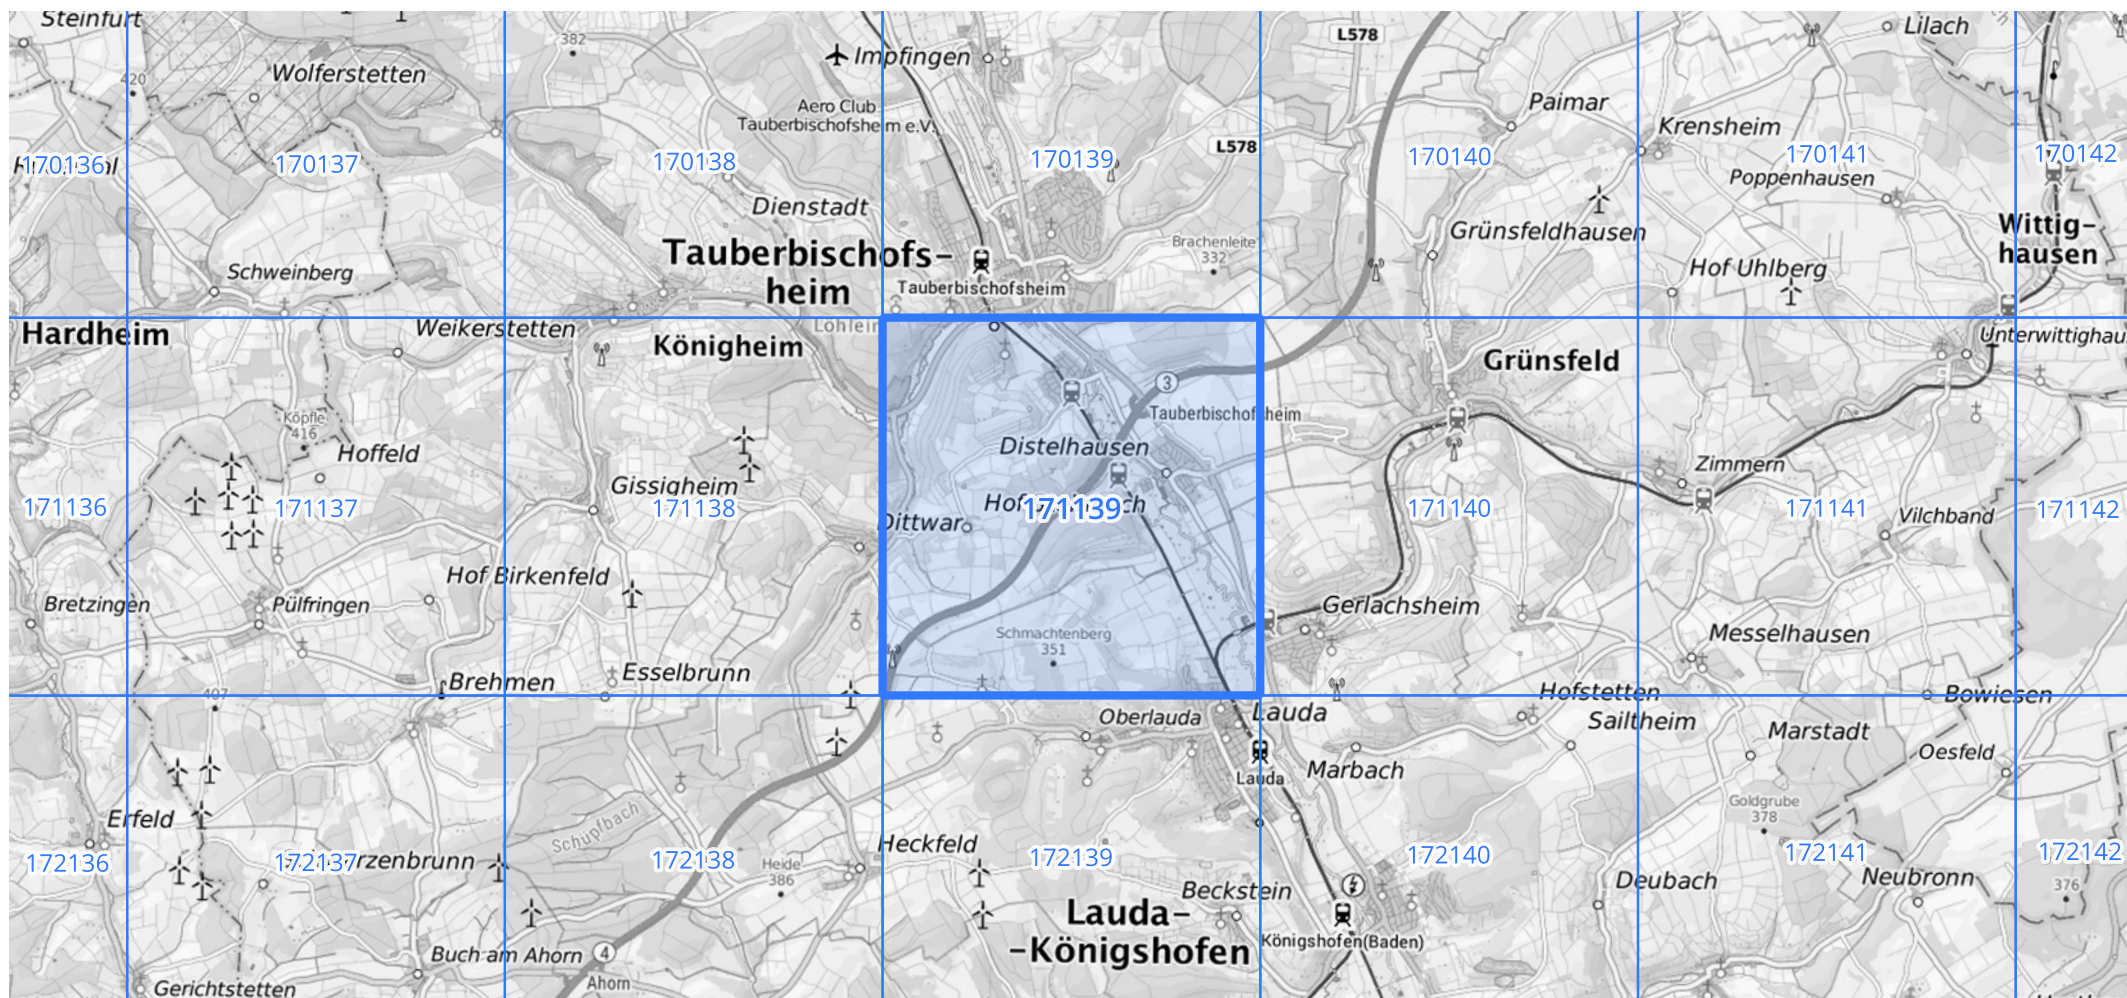 Steinfurt
382
Impfingen
L578
Lilach
Wolferstetten
420
Aero Club
Tauberbischofsheim e.V.
Paimar
Krensheim
L578
170136
170137
170138
170139
170140
170141
170142
Poppenhausen
Dienstadt
Grünsfeldhausen
Wittig-
hausen
Tauberbischofs-
heim
Brachenleite
332
Schweinberg
Hof Uhlberg
Tauberbischofsheim
Hardheim
Weikerstetten
Königheim
Grünsfeld
3
Tauberbischofsheim
Köpfle
416
Hoffeld
Distelhausen
Zimmern
Gissigheim
171136
171137
171138
171139
171140
171141
171142
Dittwar
Vilchband
Hof Birkenfeld
Bretzingen
Pülfringen
Gerlachsheim
Schmachtenberg
351
Messelhausen
Brehmen
Esselbrunn
407
Hofstetten
Bowiesen
Oberlauda
Lauda
Sailtheim
Marstadt
Oesfeld
Lauda
Marbach
Goldgrube
378
Erfeld
Schüpfbach
172136
172137
172138
172139
172140
172141
172142
Heide
386
Heckfeld
Beckstein
Deubach
Neubronn
376
Lauda-
-Königshofen
Königshofen(Baden)
Buch am Ahorn
4
Ahorn
Gerichtstetten